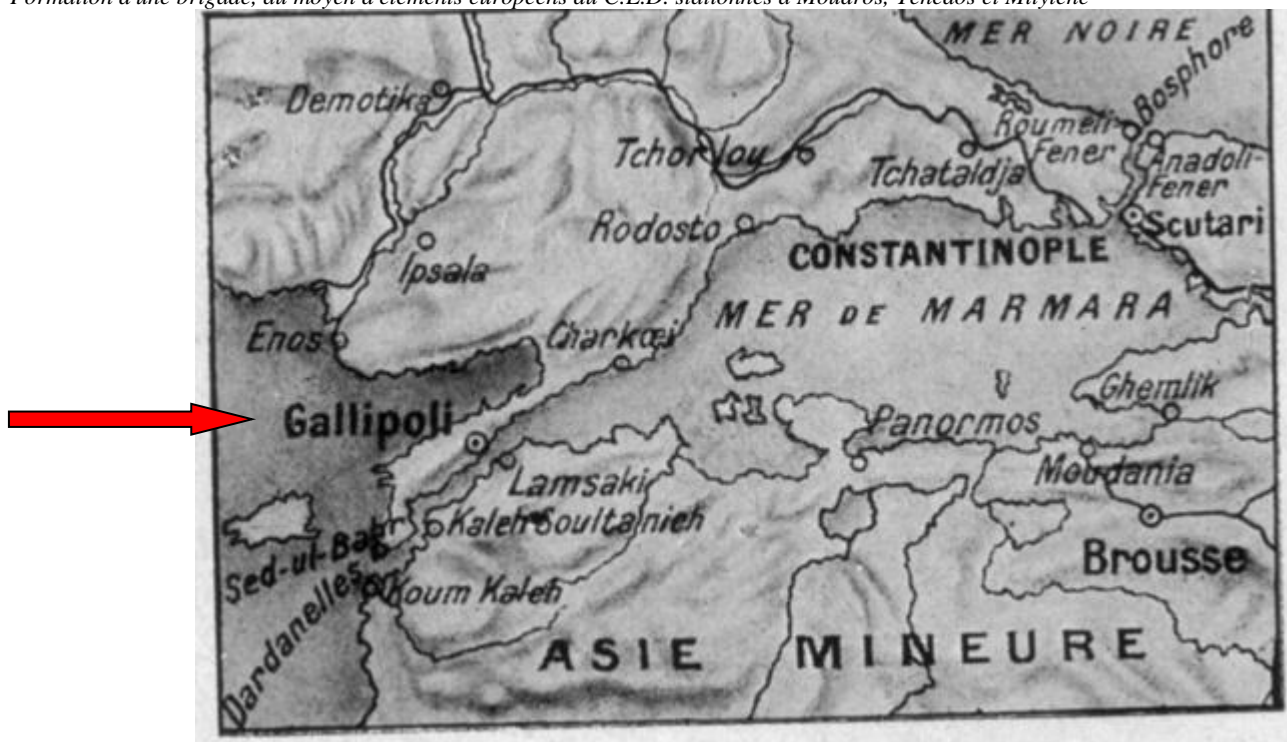 Formation d'une brigade, au moyen d'éléments européens du C.E.D. stationnés à Moudros, Ténédos et Mitylène
MER NOIRE
Bosphore
Demotika
Roumeli-
Fener
Tchorlou
Tchataldja
Anadoli-
Fener
Rodosto
Scutari
CONSTANTINOPLE
Ipsala
MER DE MARMARA
Enos
Charkœi
Ghemlik
Gallipoli
Panormos
Lamsaki
Moudania
Kaleh Soultanieh
Sed-ul-Bahr
Brousse
Koum Kaleh
Dardanelles
ASIE MINEURE